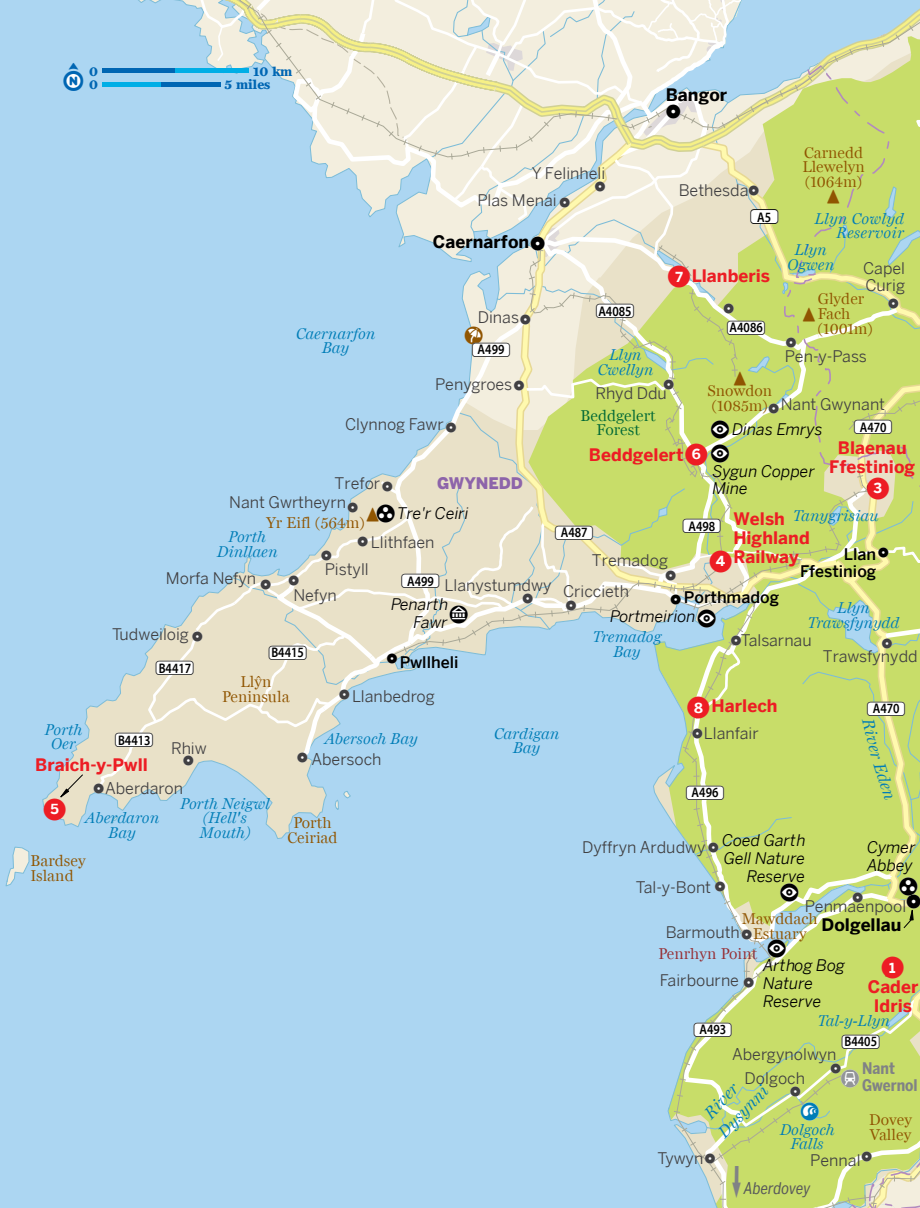 N
0 10 km
0 5 miles
Bangor
Carnedd
Llewelyn
(1064m)
Y Felinheli
Bethesda
Plas Menai
A5
Llyn Cowlyd
Reservoir
Caernarfon
Llyn
Ogwen
Capel
Curig
7 Llanberis
Glyder
Fach
(1001m)
Dinas
A4085
A4086
Caernarfon
Bay
A499
Pen-y-Pass
Llyn
Cwellyn
Penygroes
Rhyd Ddu
Snowdon
(1085m)
Nant Gwynant
Beddgelert
Forest
Clynnog Fawr
Dinas Emrys
A470
Beddgelert 6
Blaenau
Ffestiniog
3
Sygun Copper
Mine
Trefor
GWYNEDD
Nant Gwrtheyrn
Yr Eifl (564m)
Tre'r Ceiri
Welsh
Highland
Railway
4
A498
Tanygrisiau
A487
Porth
Dinllaen
Llithfaen
Llan
Ffestiniog
Pistyll
Tremadog
Morfa Nefyn
Nefyn
A499
Llanystumdwy
Criccieth
Porthmadog
Penarth
Fawr
Portmeirion
Llyn
Trawsfynydd
Tudweiliog
Tremadog
Bay
Talsarnau
B4415
Trawsfynydd
B4417
Pwllheli
Llŷn
Peninsula
Llanbedrog
8 Harlech
A470
Porth
Oer
B4413
Abersoch Bay
Cardigan
Bay
Llanfair
Rhiw
River Eden
Braich-y-Pwll
Abersoch
5
Aberdaron
A496
Aberdaron
Bay
Porth Neigwl
(Hell's
Mouth)
Porth
Ceiriad
Bardsey
Island
Dyffryn Ardudwy
Coed Garth
Gell Nature
Reserve
Cymer
Abbey
Tal-y-Bont
Penmaenpool
Mawddach
Estuary
Dolgellau
Barmouth
Penrhyn Point
Arthog Bog
Nature
Reserve
1
Cader
Idris
Fairbourne
Tal-y-Llyn
A493
B4405
Abergynolwyn
Nant
Gwernol
Dolgoch
River
Dysynni
Dolgoch
Falls
Dovey
Valley
Tywyn
Pennal
Aberdovey